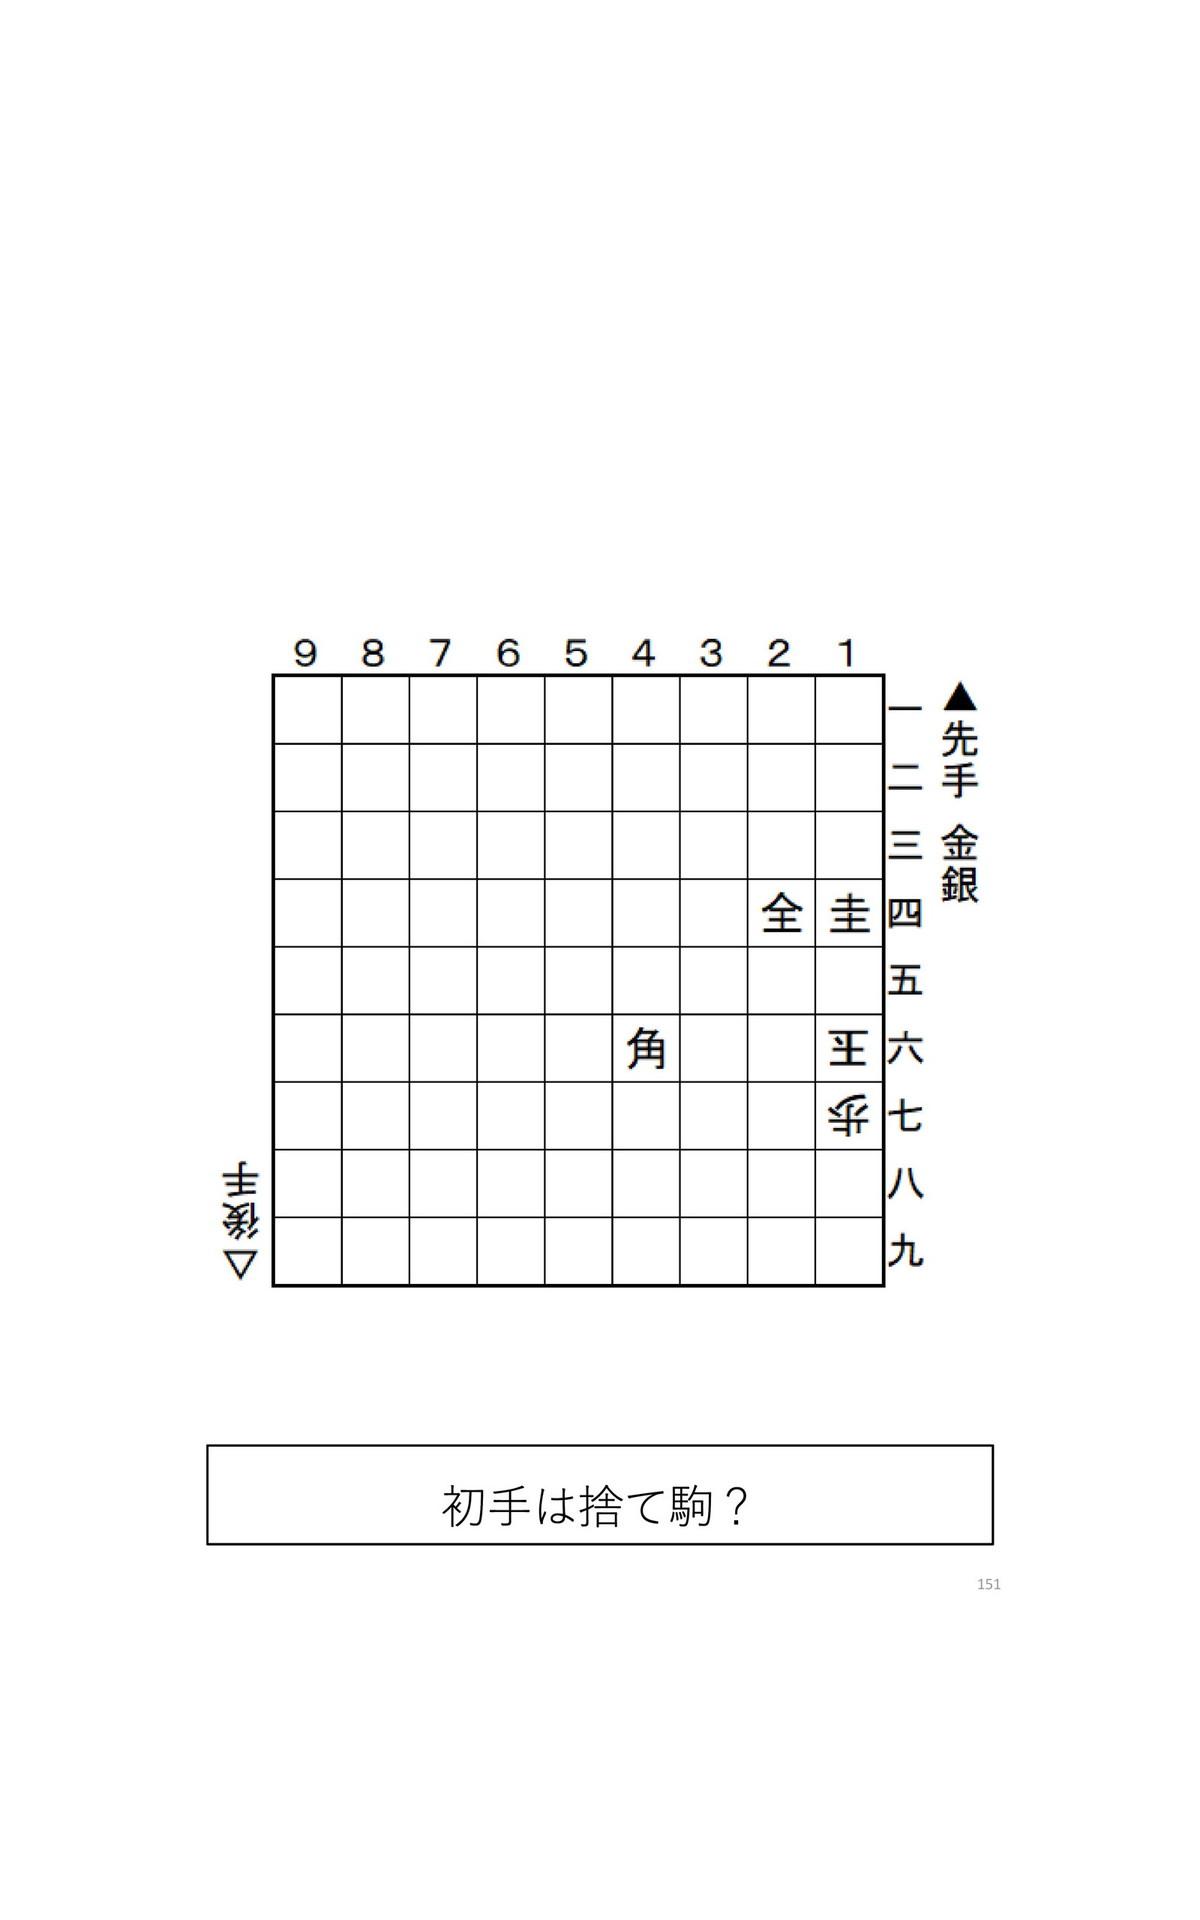 9 8 7 6 5 4 3 2 1
一
二
三
全 圭 四
五
角 王 六
歩 七
八
九
▲先手 金銀
△後手
初手は捨て駒？
151